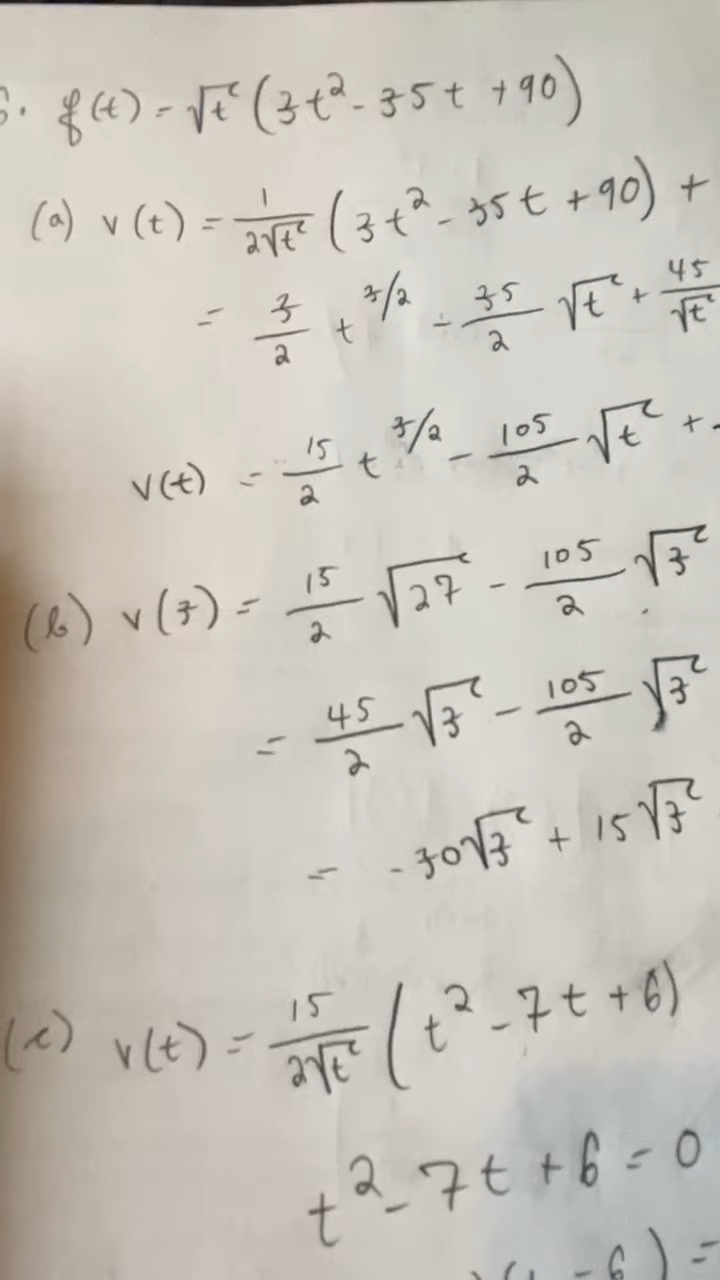 f(t) = √t (3t² - 35t + 90)
(a) v(t) = 1/(2√t) (3t² - 35t + 90) +
= 3/2 t^(3/2) - 35/2 √t + 45/√t
v(t) = 15/2 t^(3/2) - 105/2 √t +
(b) v(3) = 15/2 √27 - 105/2 √3
= 45/2 √3 - 105/2 √3
= -30√3 + 15√3
(c) v(t) = 15/(2√t) (t² - 7t + 6)
t² - 7t + 6 = 0
- 6) =